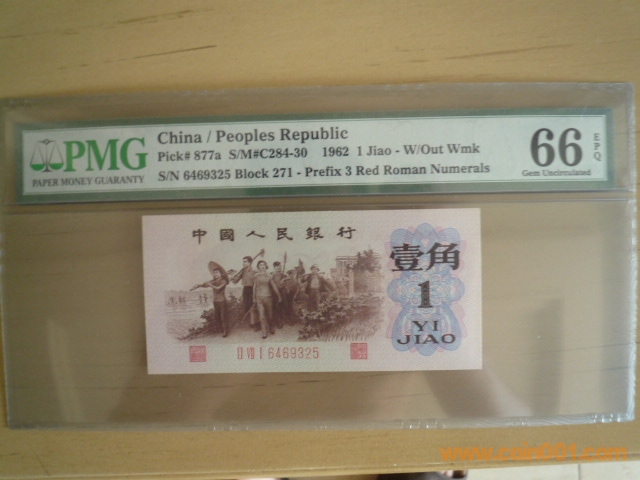 PMG
PAPER MONEY GUARANTY
China / Peoples Republic
Pick# 877a S/M#C284-30 1962 1 Jiao - W/Out Wmk
S/N 6469325 Block 271 - Prefix 3 Red Roman Numerals
66
EPQ
Gem Uncirculated
中國人民銀行
壹角
1
YI
JIAO
II VII I 6469325
www.coin001.com